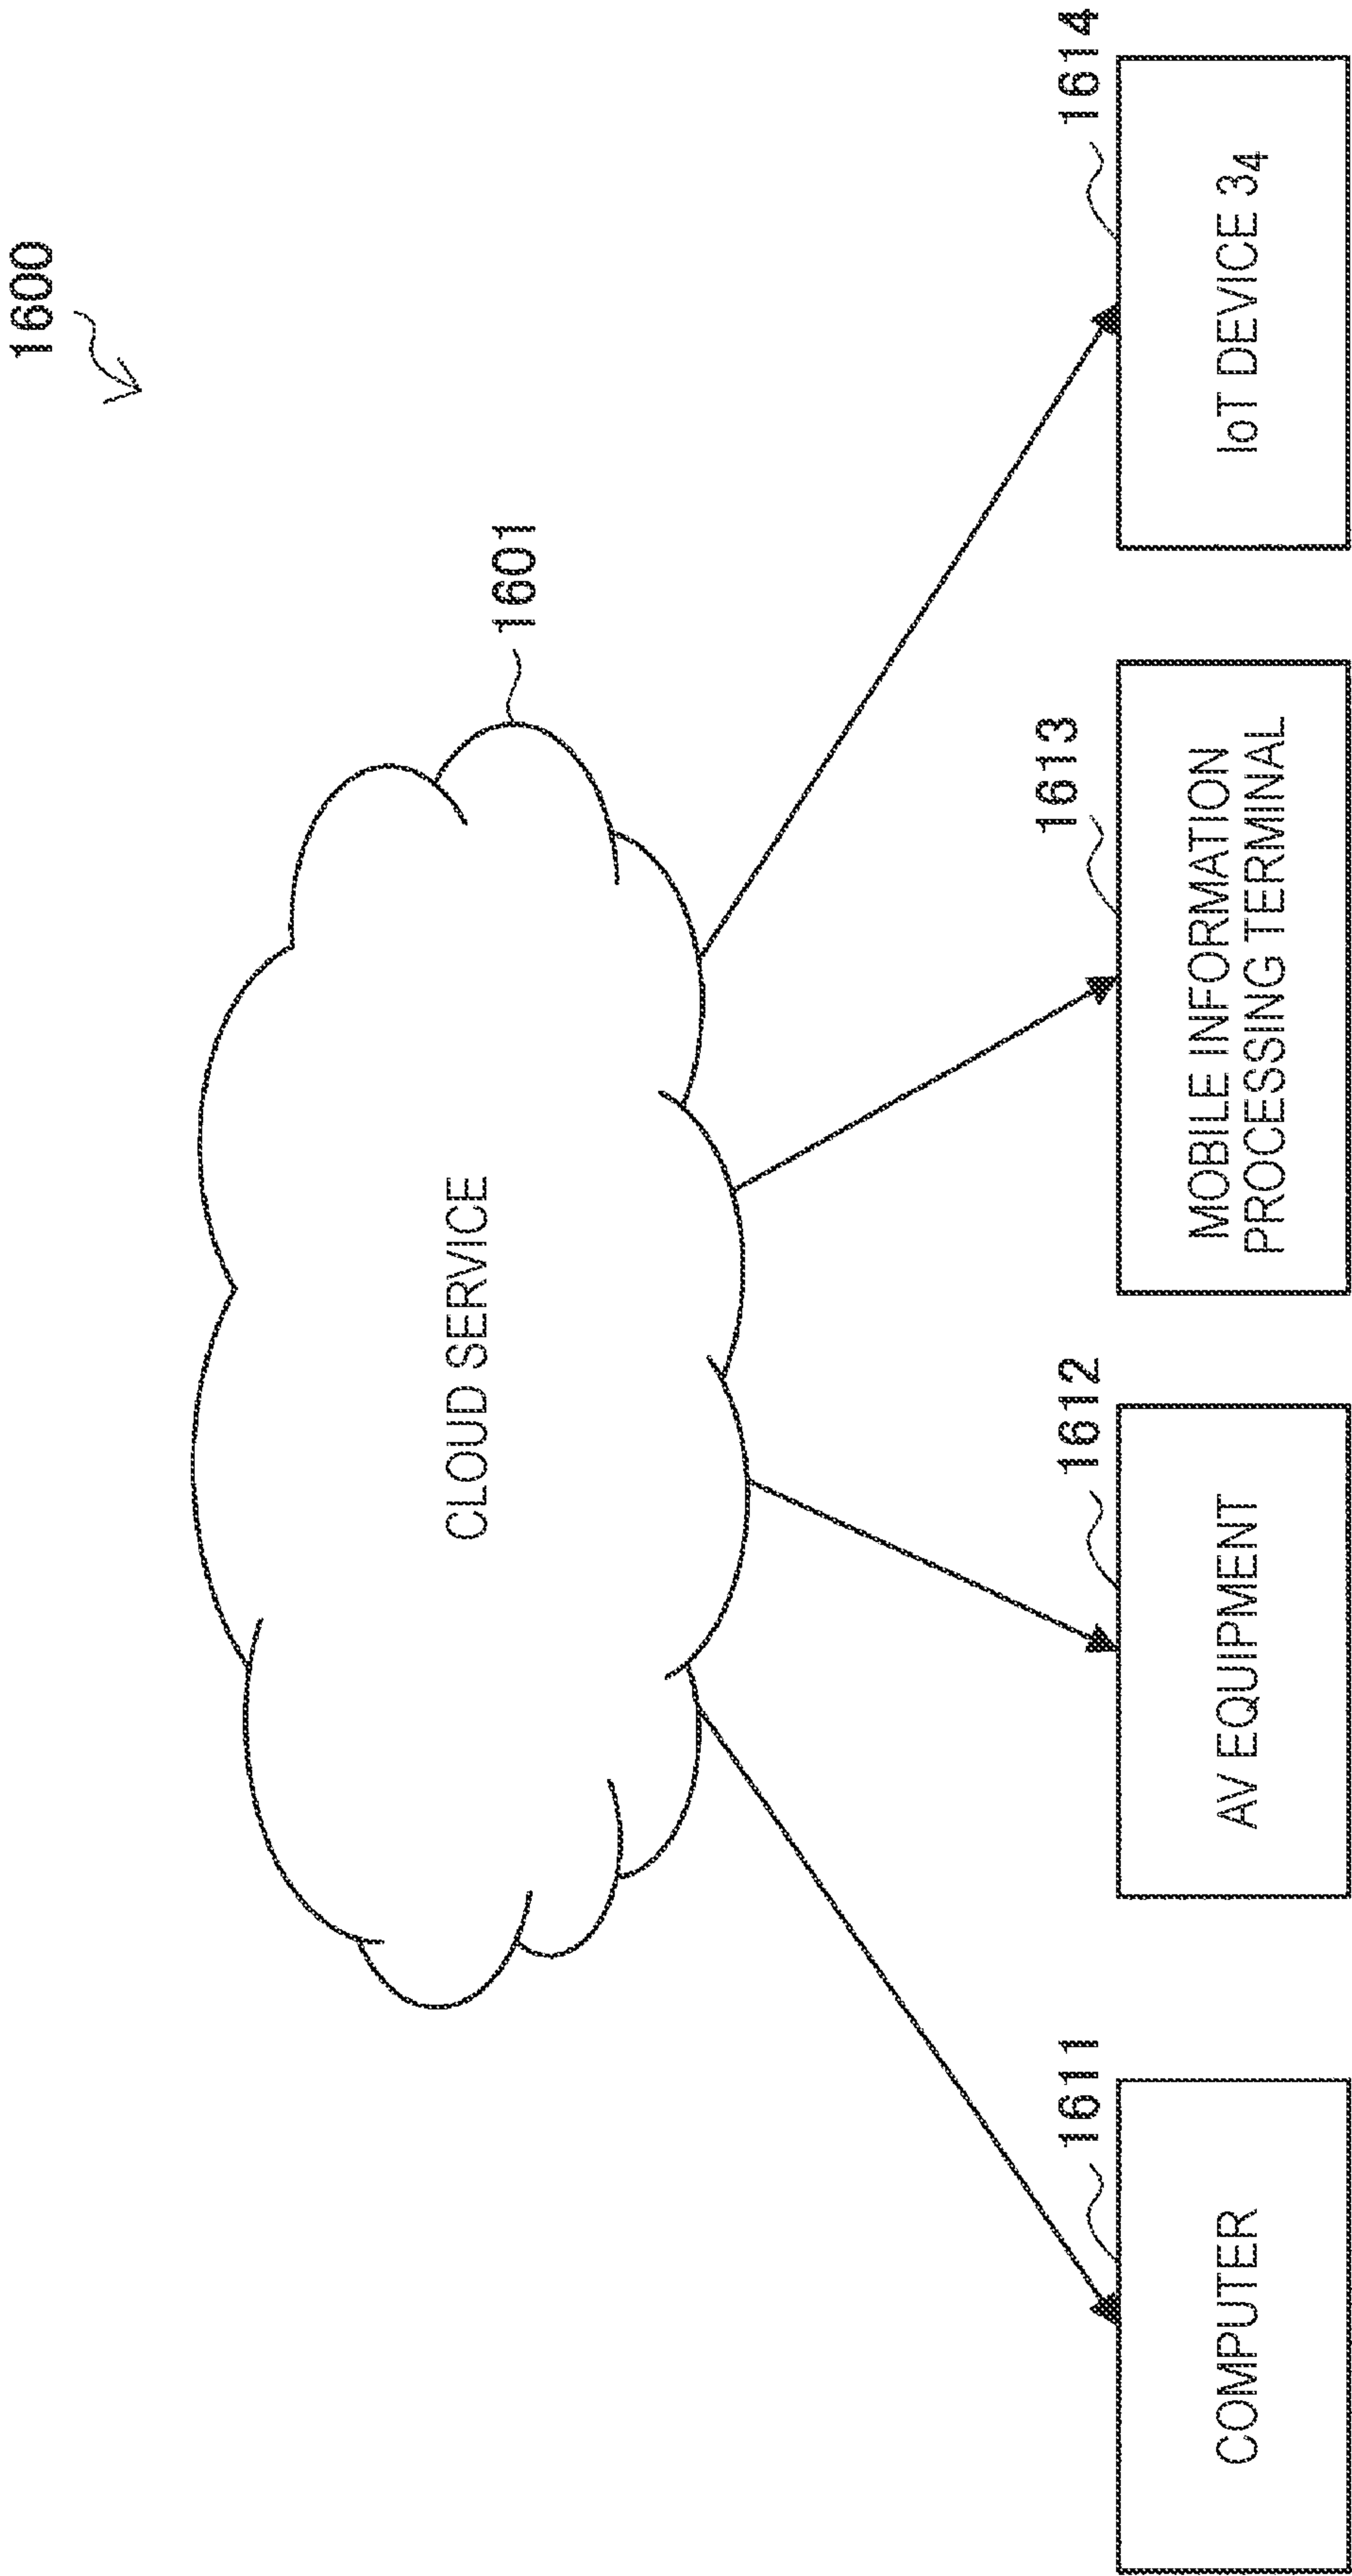 1600
1601
CLOUD SERVICE
1611
1612
1613
1614
COMPUTER
AV EQUIPMENT
MOBILE INFORMATION
PROCESSING TERMINAL
IoT DEVICE 3₄